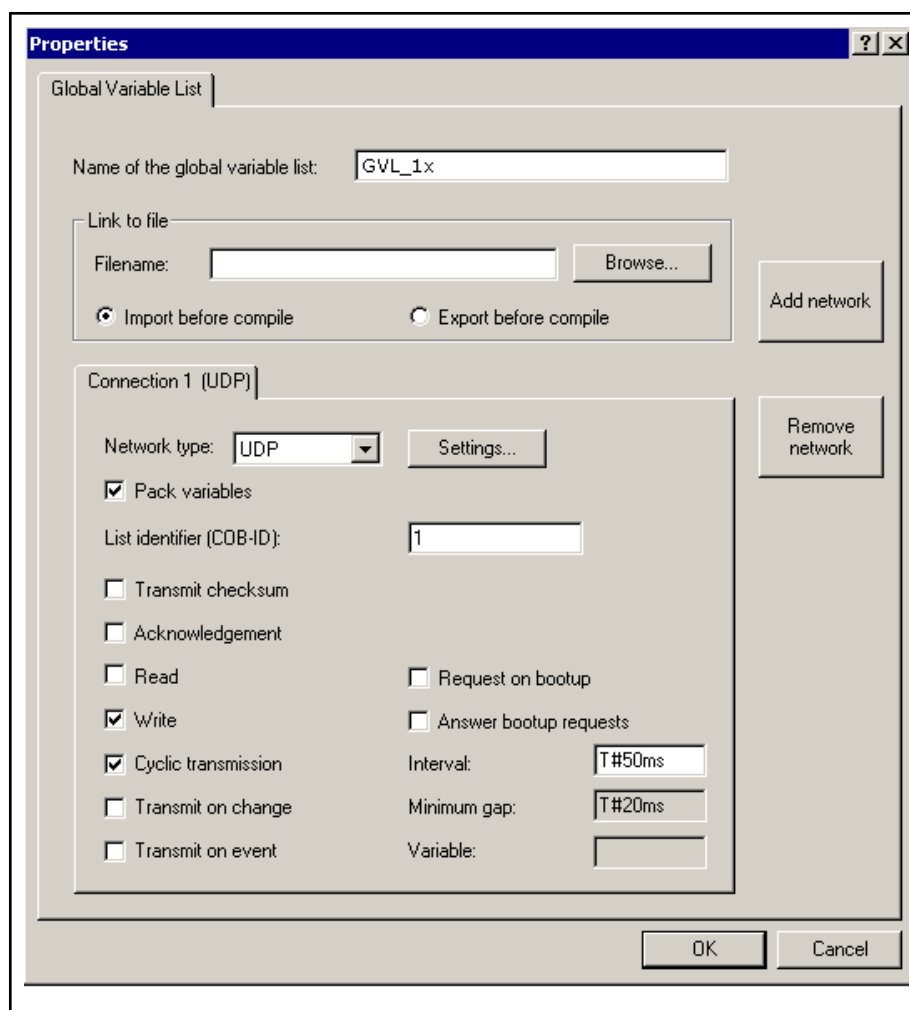 Properties
Global Variable List
Name of the global variable list: GVL_1x
Link to file
Filename: Browse...
Import before compile Export before compile
Add network
Connection 1 (UDP)
Network type: UDP Settings...
Remove
network
Pack variables
List identifier (COB-ID): 1
Transmit checksum
Acknowledgement
Read Request on bootup
Write Answer bootup requests
Cyclic transmission Interval: T#50ms
Transmit on change Minimum gap: T#20ms
Transmit on event Variable:
OK Cancel